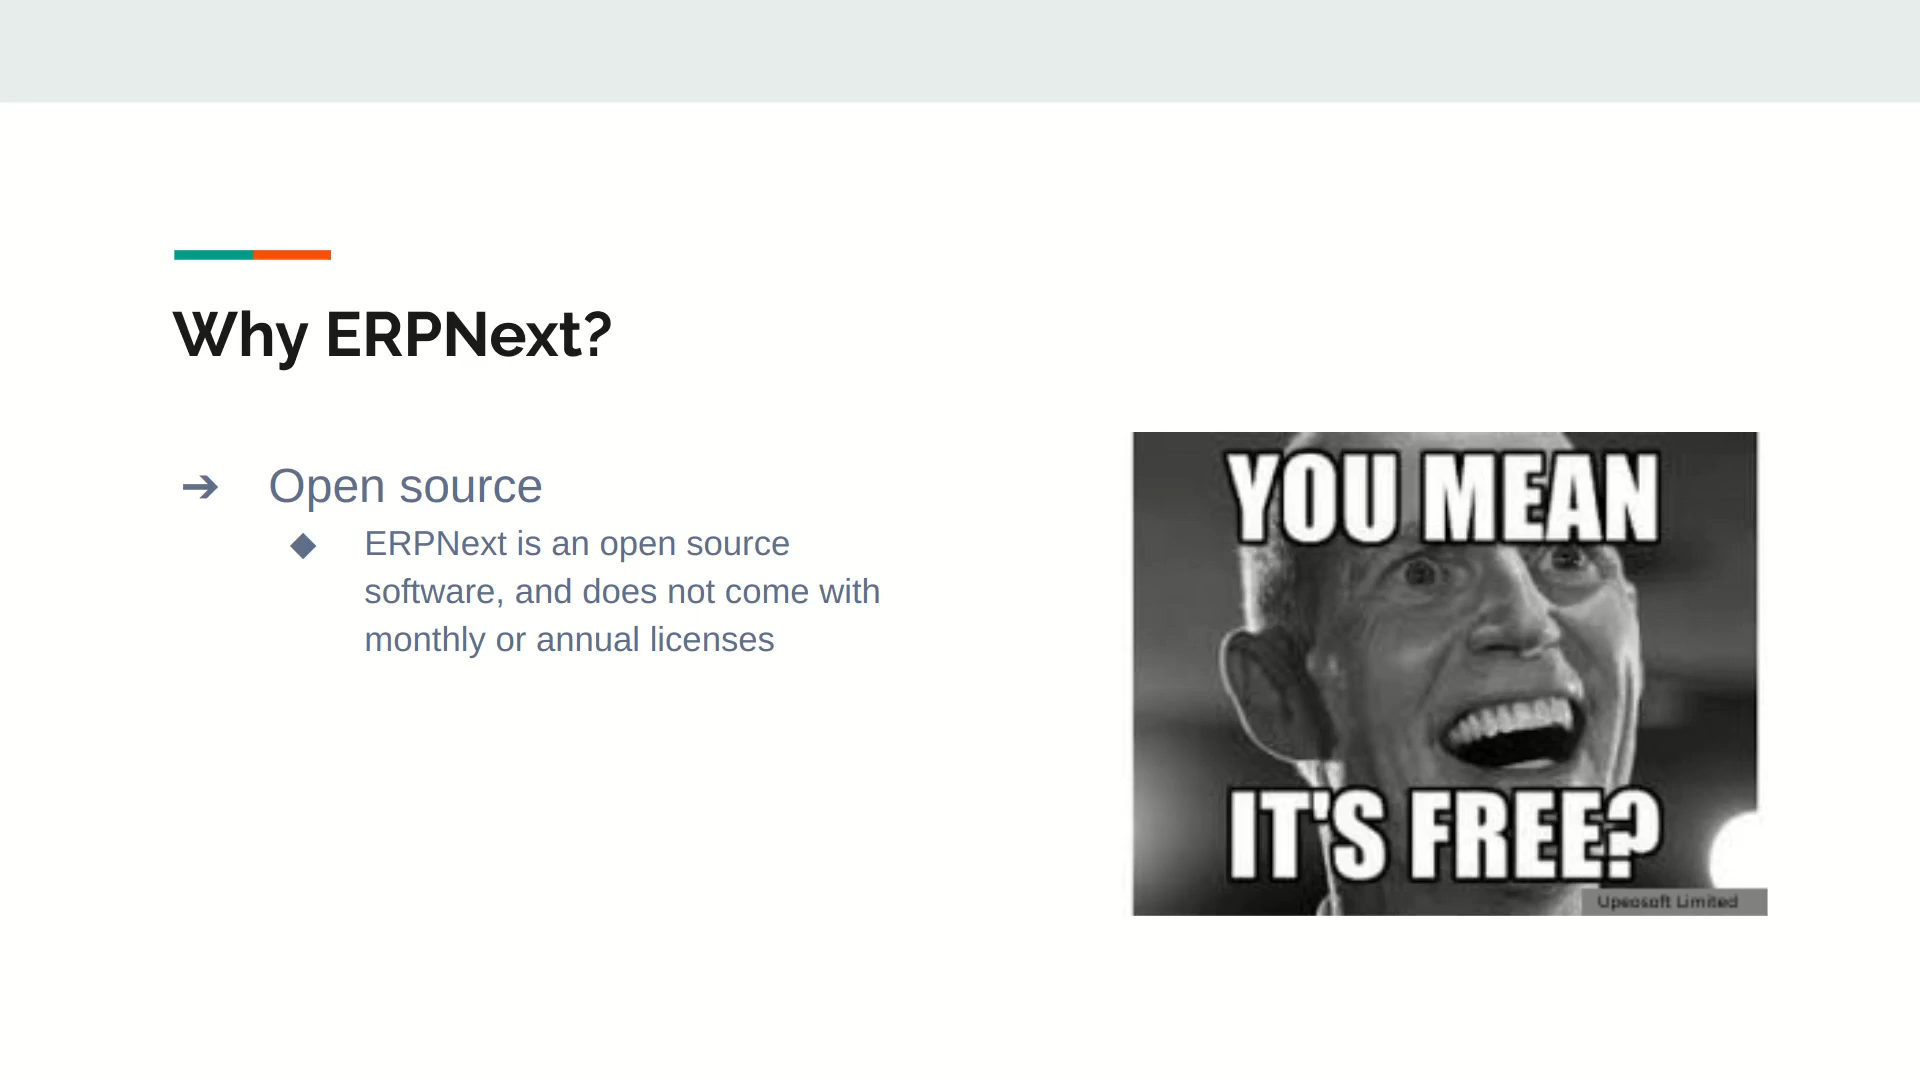 Why ERPNext?
➔ Open source
◆ ERPNext is an open source
software, and does not come with
monthly or annual licenses
YOU MEAN
IT'S FREE?
Upeosoft Limited